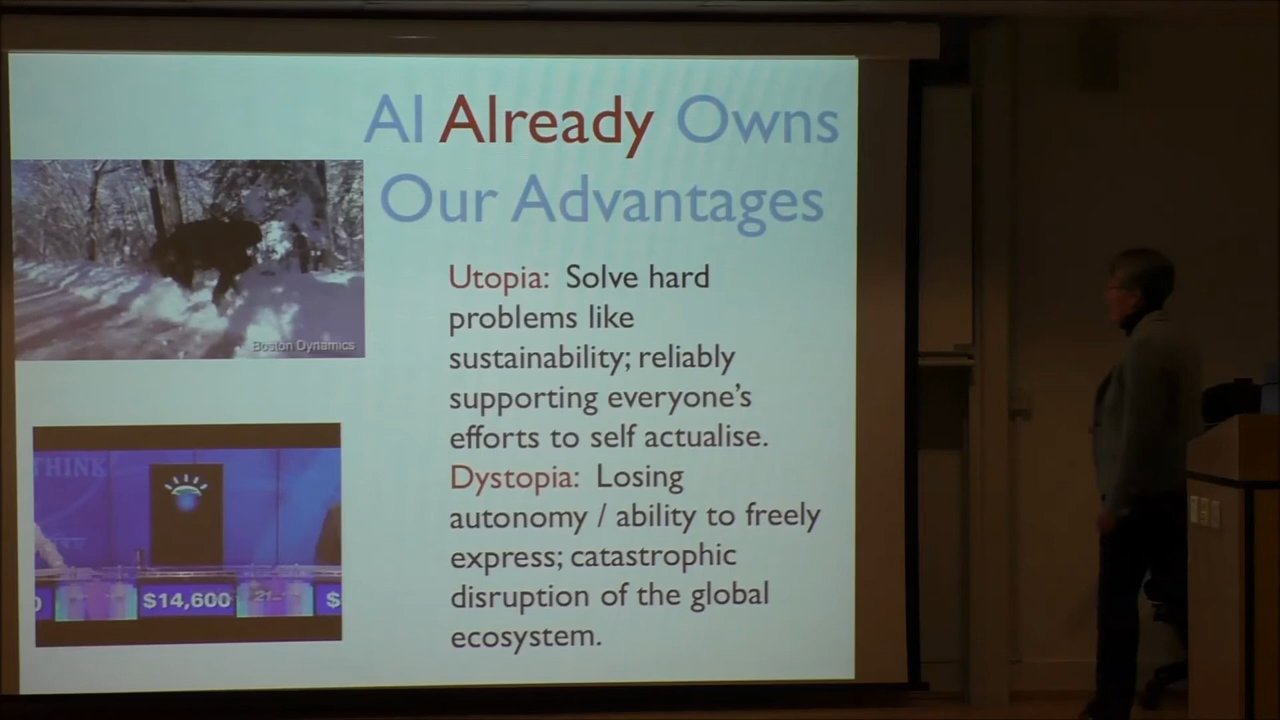 AI Already Owns
Our Advantages
Boston Dynamics
Utopia: Solve hard
problems like
sustainability; reliably
supporting everyone's
efforts to self actualise.
Dystopia: Losing
autonomy / ability to freely
express; catastrophic
disruption of the global
ecosystem.
THINK
$14,600